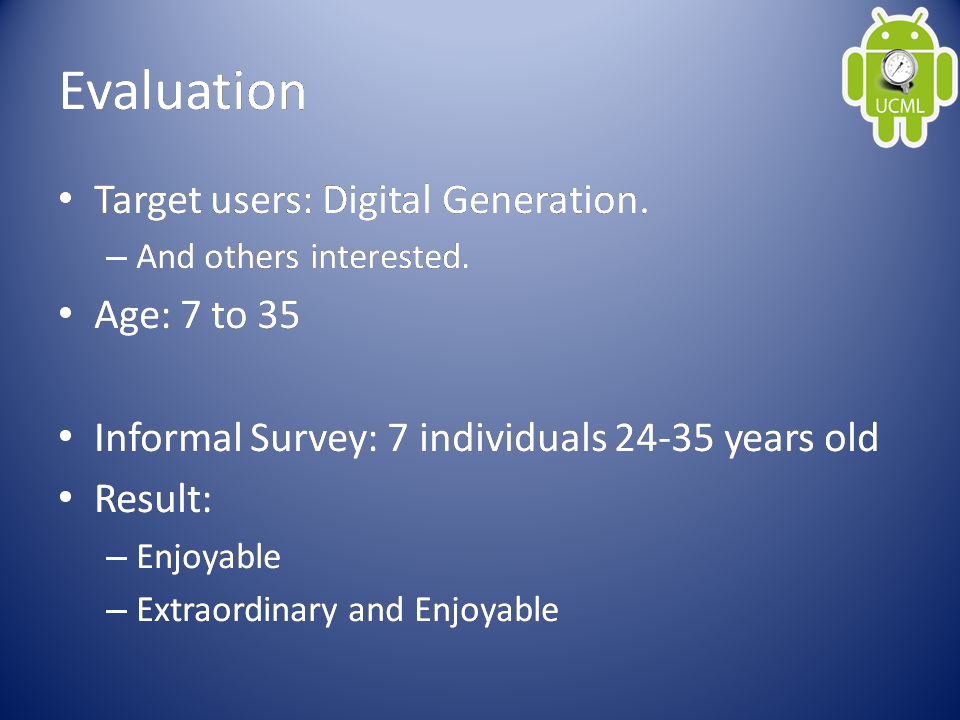 Evaluation
UCML
• Target users: Digital Generation.
– And others interested.
• Age: 7 to 35
• Informal Survey: 7 individuals 24-35 years old
• Result:
– Enjoyable
– Extraordinary and Enjoyable